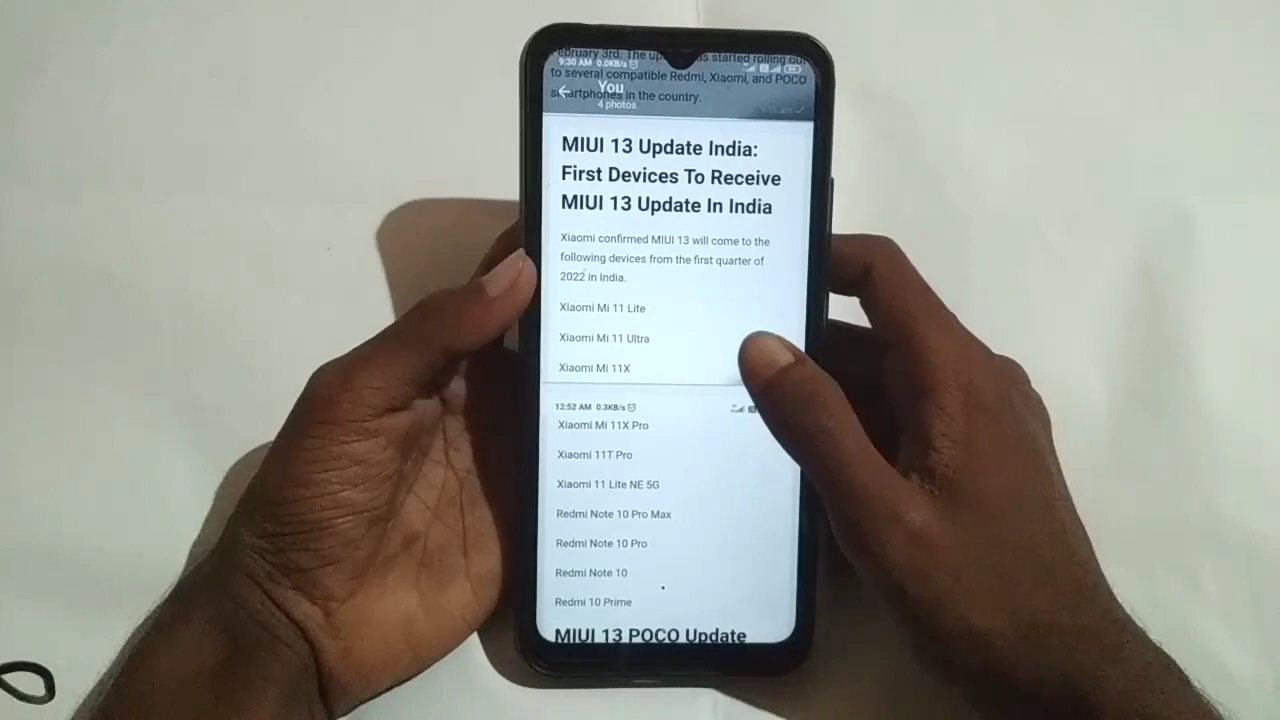 February 3rd. The started rolling out
9:30 AM 0.0KB/s
to several compatible Redmi, Xiaomi, and POCO
You
smartphones in the country.
4 photos
MIUI 13 Update India:
First Devices To Receive
MIUI 13 Update In India
Xiaomi confirmed MIUI 13 will come to the
following devices from the first quarter of
2022 in India.
Xiaomi Mi 11 Lite
Xiaomi Mi 11 Ultra
Xiaomi Mi 11X
12:52 AM 0.3KB/s
Xiaomi Mi 11X Pro
Xiaomi 11T Pro
Xiaomi 11 Lite NE 5G
Redmi Note 10 Pro Max
Redmi Note 10 Pro
Redmi Note 10
Redmi 10 Prime
MIUI 13 POCO Update